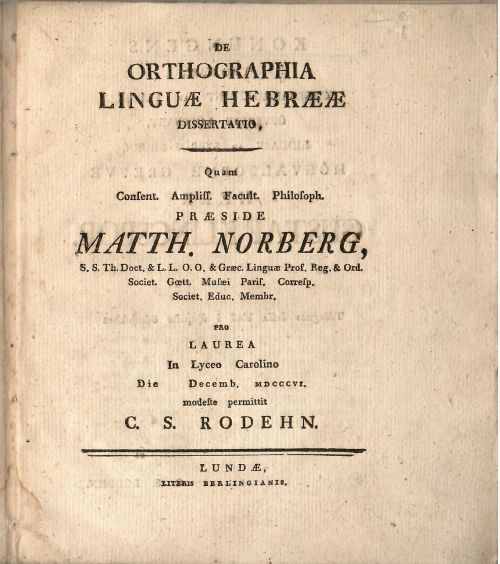 DE
ORTHOGRAPHIA
LINGUÆ HEBRÆÆ
DISSERTATIO,
Quam
Conſent. Ampliſſ. Facult. Philoſoph.
PRÆSIDE
MATTH. NORBERG,
S. S. Th. Doct. & L. L. O. O. & Græc. Linguæ Prof. Reg. & Ord.
Societ. Gœtt. Muſæi Pariſ. Correſp.
Societ. Educ. Membr.
PRO
LAUREA
In Lyceo Carolino
Die Decemb. MDCCCVI.
modeſte permittit
C. S. RODEHN.
LUNDÆ,
LITERIS BERLINGIANIS.